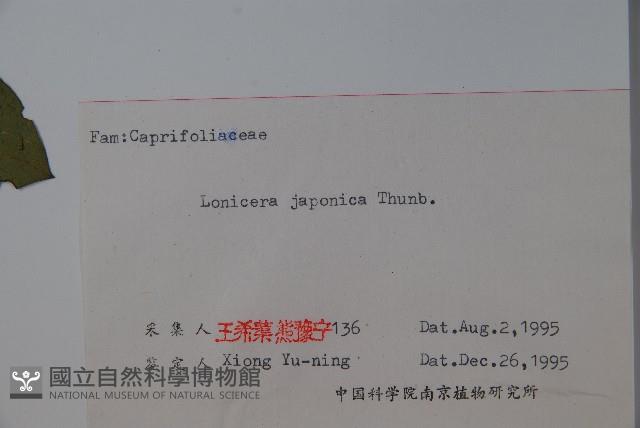 Fam:Caprifoliaceae
Lonicera japonica Thunb.
采集人 王希蕖 熊豫宁 136 Dat.Aug.2,1995
鉴定人 Xiong Yu-ning Dat.Dec.26,1995
中国科学院南京植物研究所
國立自然科學博物館
NATIONAL MUSEUM OF NATURAL SCIENCE